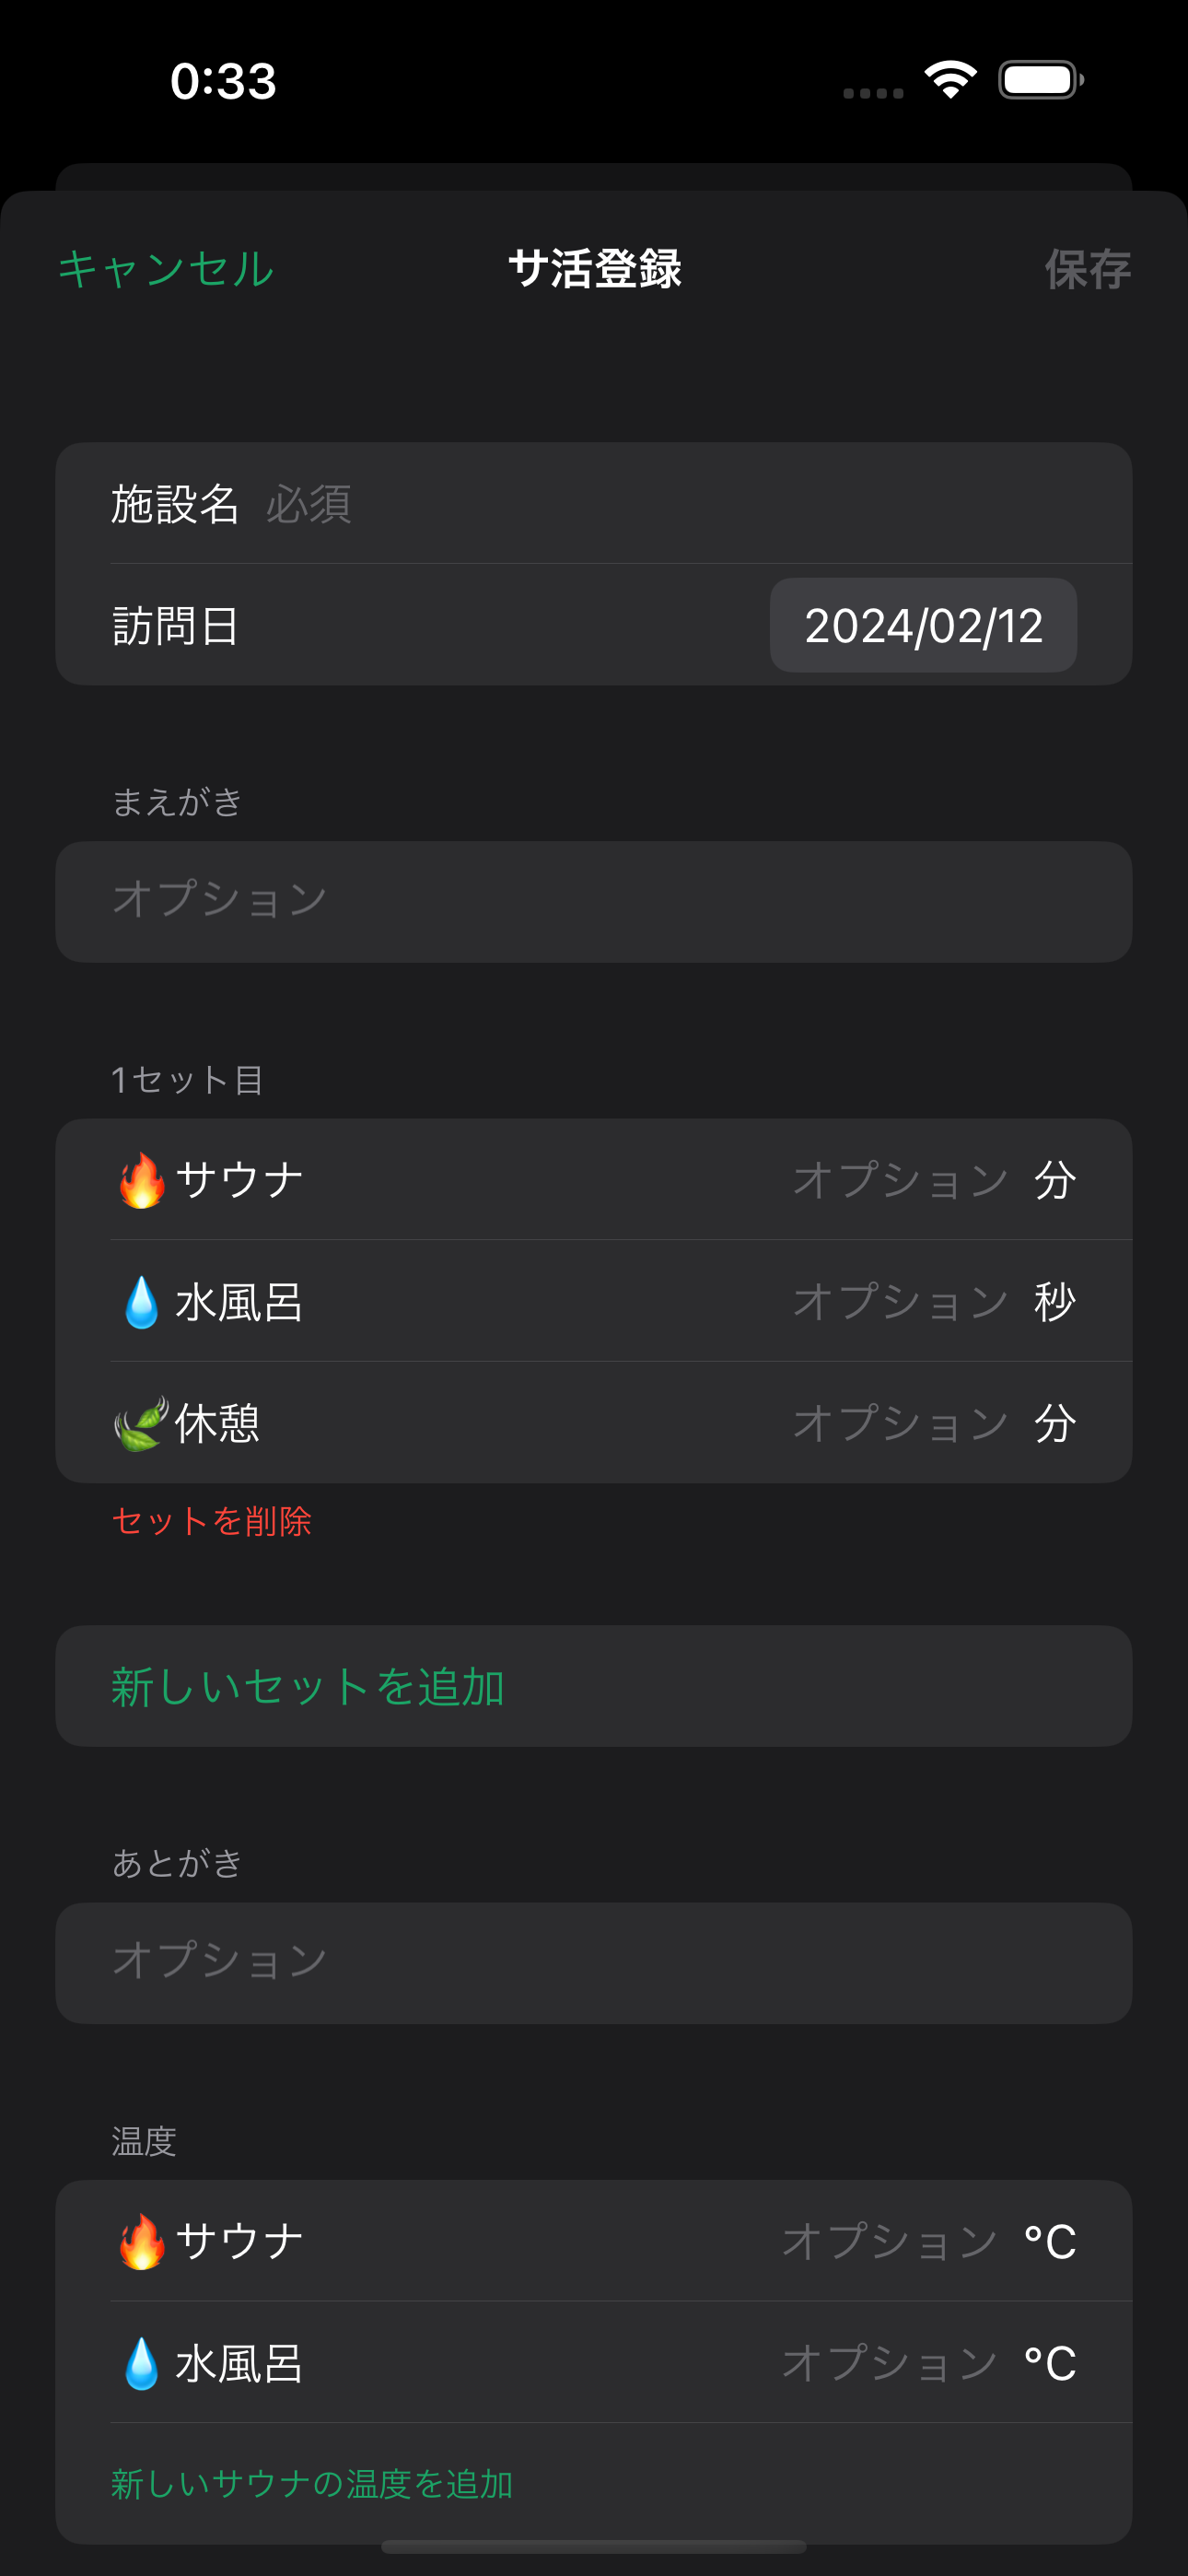 0:33
キャンセル サ活登録 保存
施設名 必須
訪問日 2024/02/12
まえがき
オプション
1セット目
🔥サウナ オプション 分
💧水風呂 オプション 秒
🍃休憩 オプション 分
セットを削除
新しいセットを追加
あとがき
オプション
温度
🔥サウナ オプション °C
💧水風呂 オプション °C
新しいサウナの温度を追加